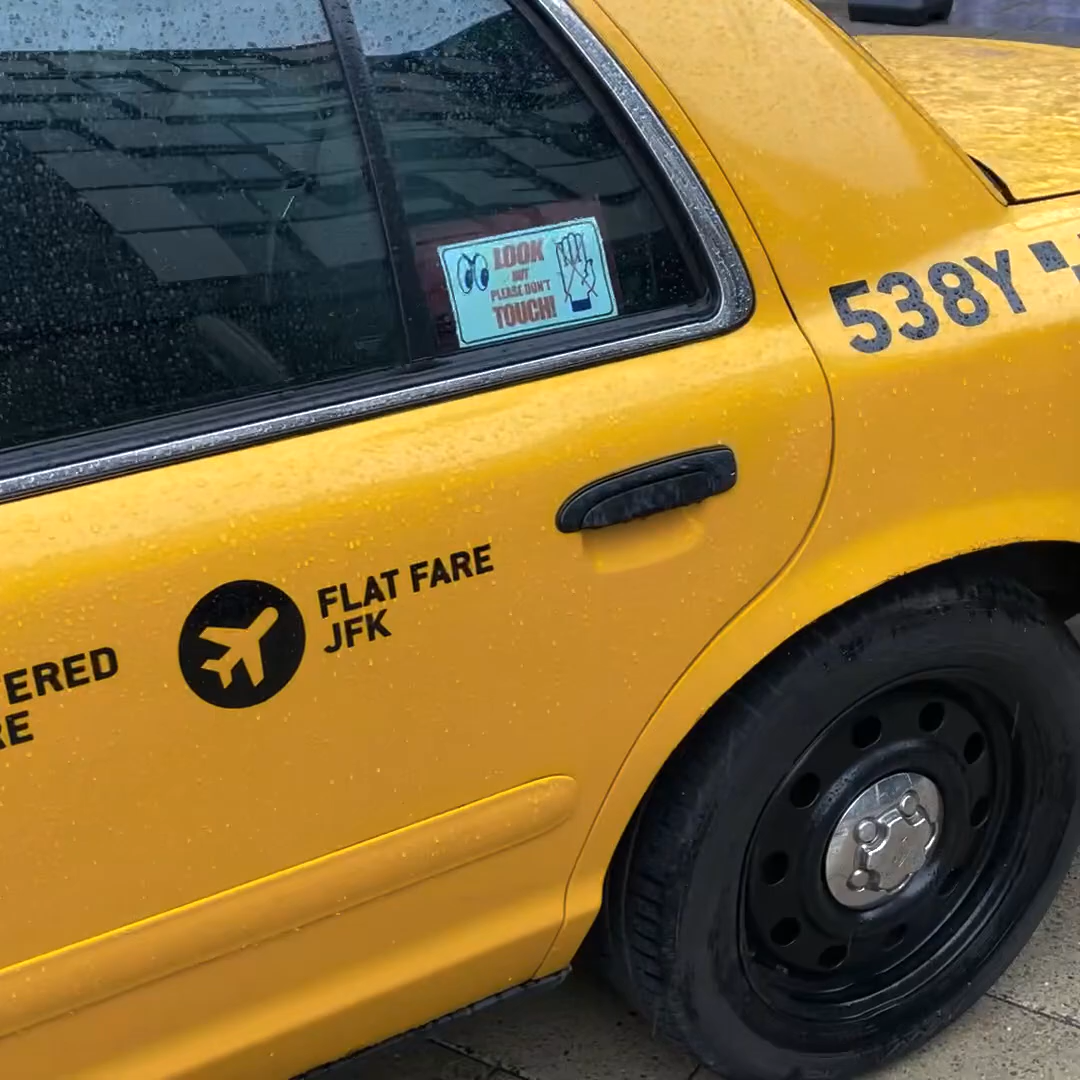 LOOK
BUT
PLEASE DON'T
TOUCH!
538Y
FLAT FARE
JFK
ERED
RE